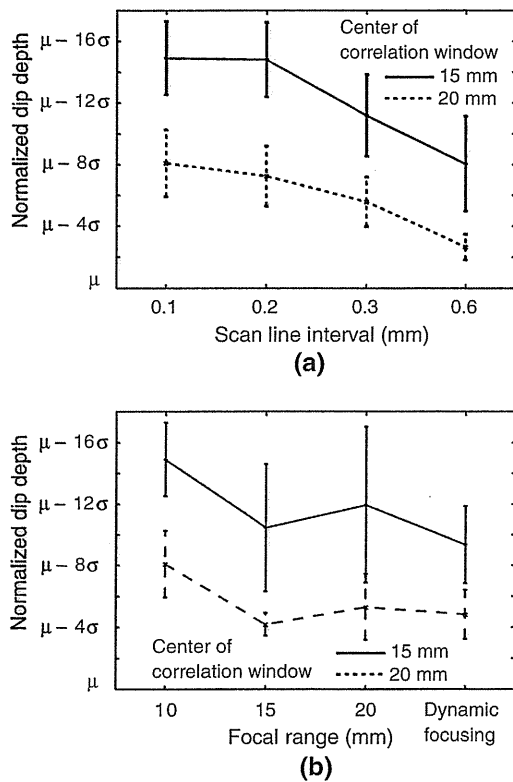 Normalized dip depth
μ − 16σ
μ − 12σ
μ − 8σ
μ − 4σ
μ
Center of
correlation window
15 mm
20 mm
0.1 0.2 0.3 0.6
Scan line interval (mm)
(a)
Normalized dip depth
μ − 16σ
μ − 12σ
μ − 8σ
μ − 4σ
μ
Center of
correlation window
15 mm
20 mm
10 15 20 Dynamic
focusing
Focal range (mm)
(b)